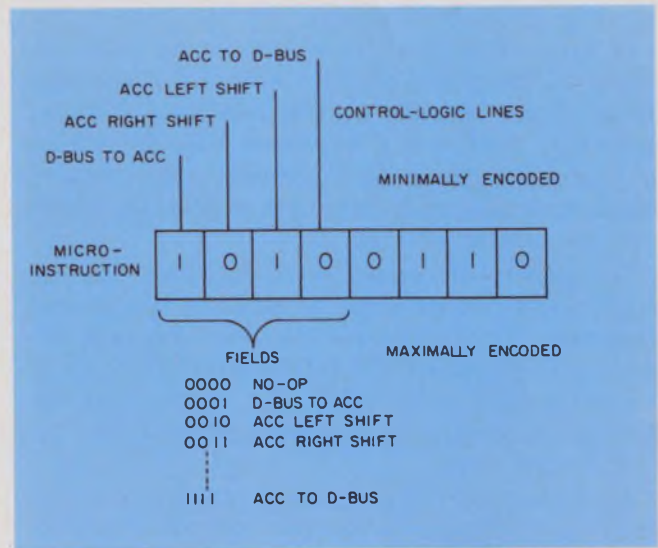 ACC TO D-BUS
ACC LEFT SHIFT
CONTROL-LOGIC LINES
ACC RIGHT SHIFT
D-BUS TO ACC
MINIMALLY ENCODED
MICRO-
INSTRUCTION
1 0 1 0 0 1 1 0
FIELDS
MAXIMALLY ENCODED
0000 NO-OP
0001 D-BUS TO ACC
0010 ACC LEFT SHIFT
0011 ACC RIGHT SHIFT
1111 ACC TO D-BUS